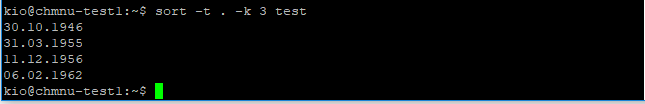 kio@chmnu-test1:~$ sort -t . -k 3 test
30.10.1946
31.03.1955
11.12.1956
06.02.1962
kio@chmnu-test1:~$